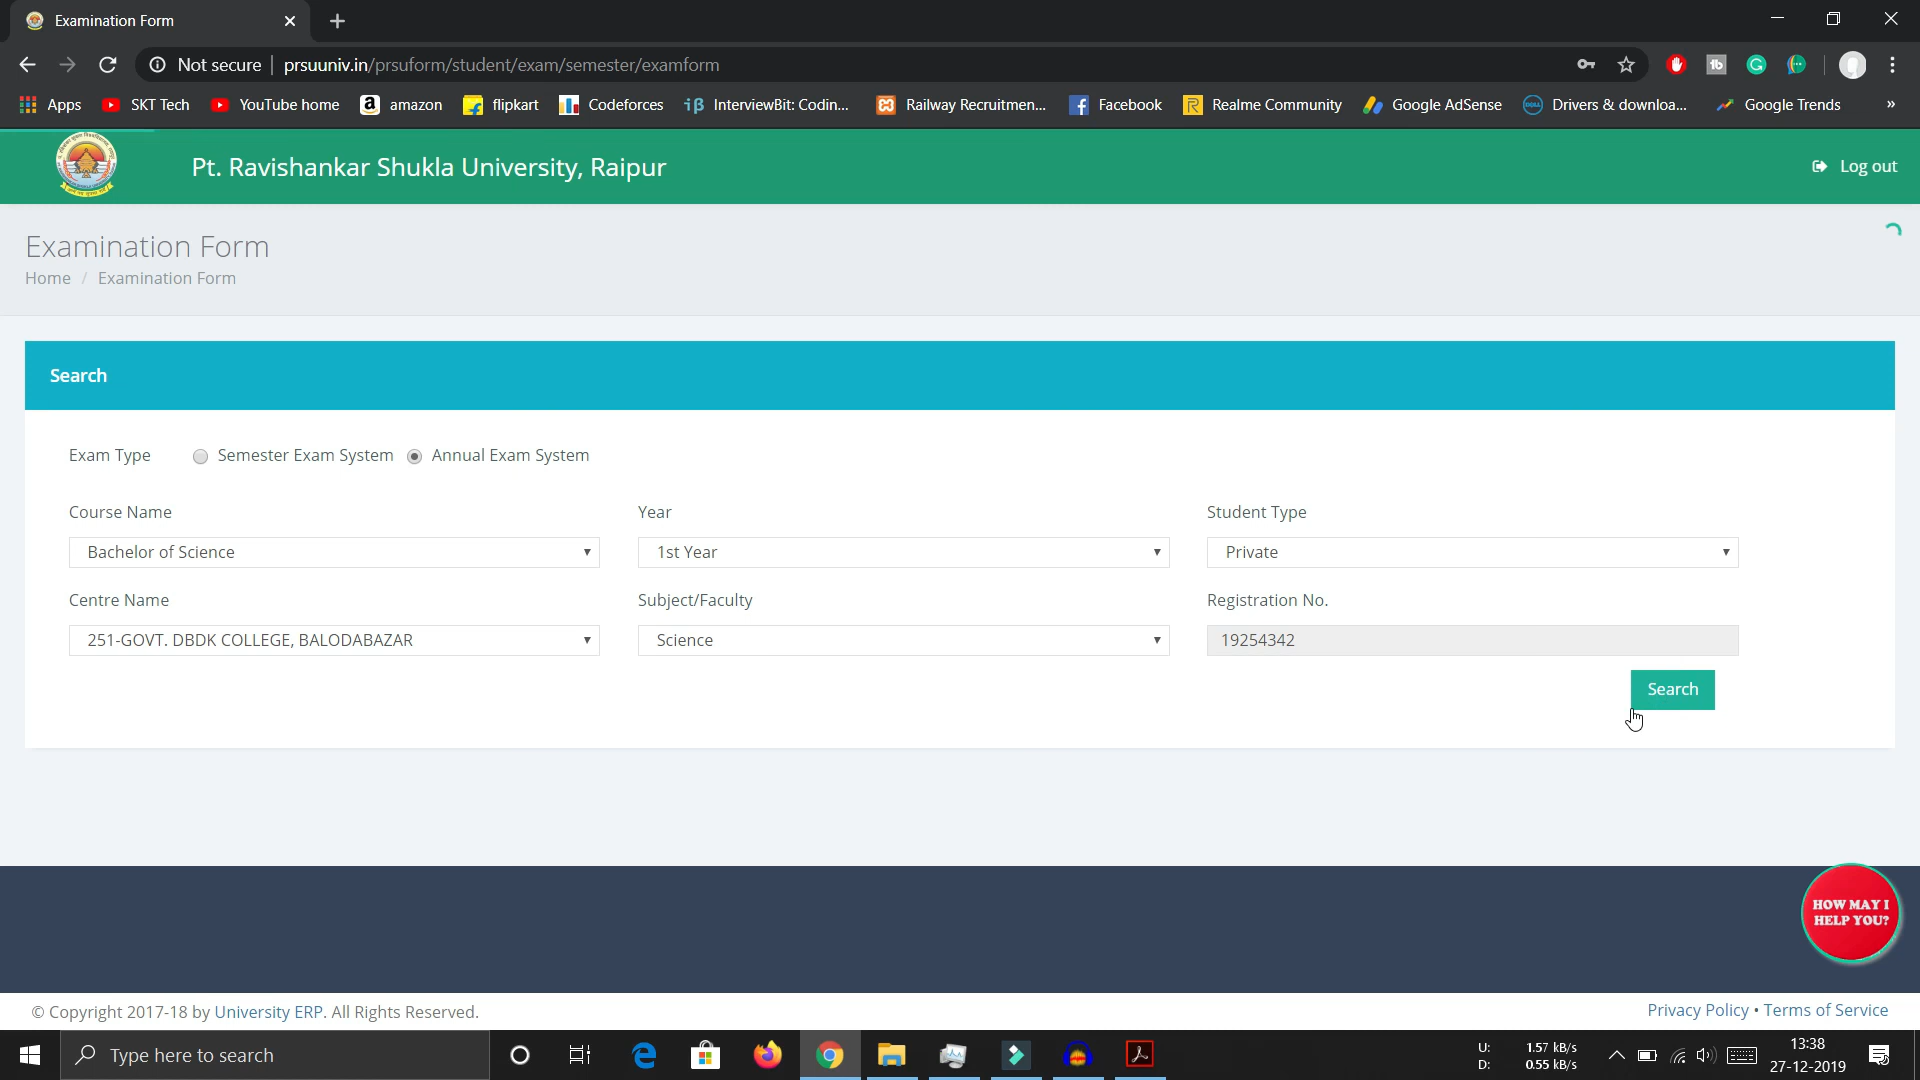 Examination Form
Not secure | prsuuniv.in/prsuform/student/exam/semester/examform
Apps SKT Tech YouTube home amazon flipkart Codeforces InterviewBit: Codin... Railway Recruitmen... Facebook Realme Community Google AdSense Drivers & downloa... Google Trends »
Pt. Ravishankar Shukla University, Raipur
Log out
Examination Form
Home / Examination Form
Search
Exam Type Semester Exam System Annual Exam System
Course Name Year Student Type
Bachelor of Science 1st Year Private
Centre Name Subject/Faculty Registration No.
251-GOVT. DBDK COLLEGE, BALODABAZAR Science 19254342
Search
HOW MAY I
HELP YOU?
© Copyright 2017-18 by University ERP. All Rights Reserved.
Privacy Policy • Terms of Service
Type here to search
U: 1.57 kB/s
D: 0.55 kB/s
13:38
27-12-2019